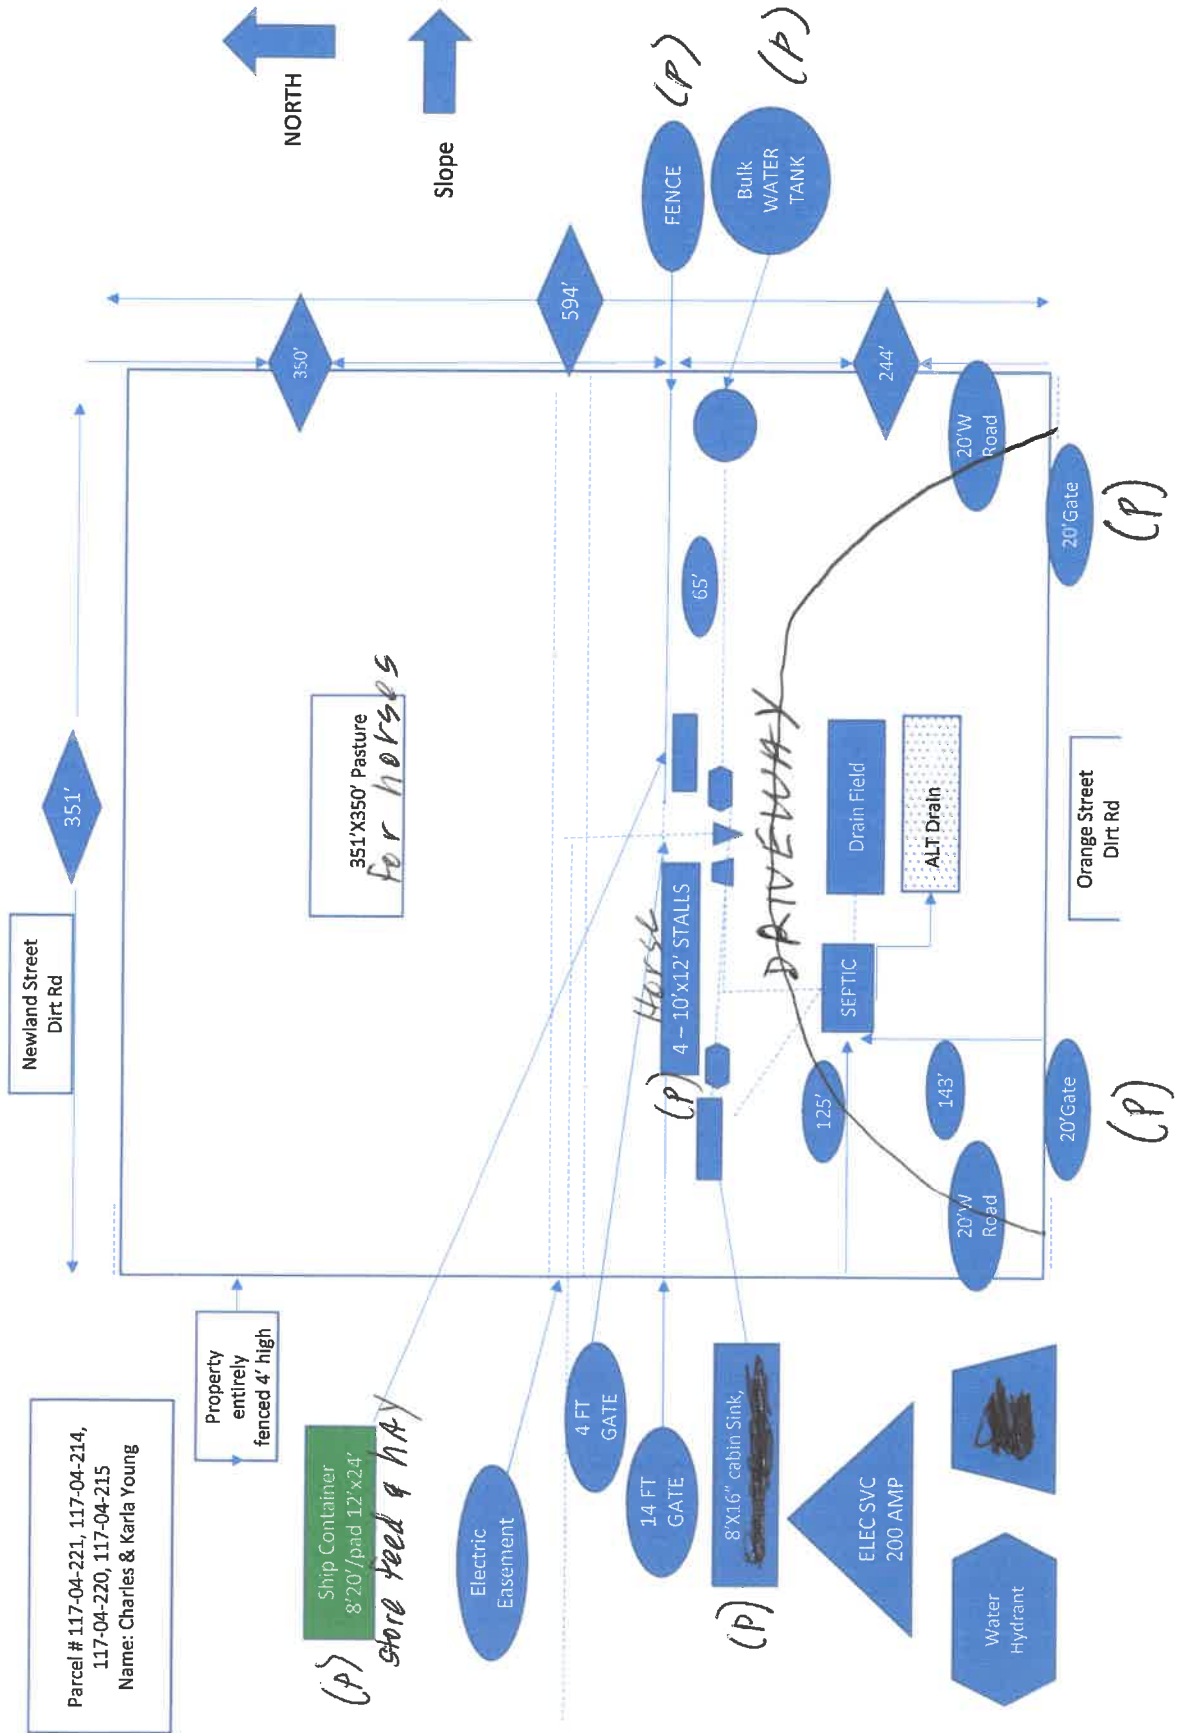 Parcel # 117-04-221, 117-04-214,
117-04-220, 117-04-215
Name: Charles & Karla Young
Newland Street
Dirt Rd
351'
NORTH
Slope
Property
entirely
fenced 4' high
350'
594'
351'X350' Pasture
for horses
(P)
Ship Container
8'20'/pad 12'x24'
store feed & hay
Electric
Easement
4 FT
GATE
14 FT
GATE
(P)
8'X16" cabin Sink,
FENCE
(P)
Bulk
WATER
TANK
(P)
Horse
4 – 10'x12' STALLS
(P)
65'
244'
DRIVEWAY
125'
143'
SEPTIC
Drain Field
ALT Drain
20'W
Road
20'W
Road
20'Gate
(P)
20'Gate
(P)
Orange Street
Dirt Rd
ELEC SVC
200 AMP
Water
Hydrant